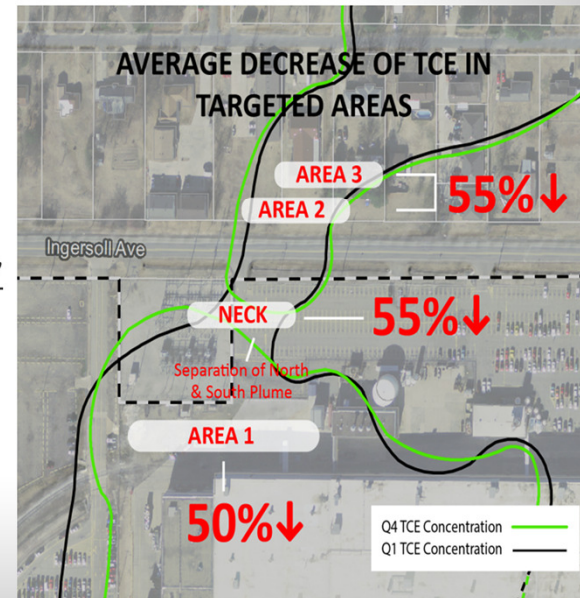 AVERAGE DECREASE OF TCE IN
TARGETED AREAS
AREA 3
AREA 2
55%↓
Ingersoll Ave
NECK
55%↓
Separation of North
& South Plume
AREA 1
50%↓
Q4 TCE Concentration
Q1 TCE Concentration